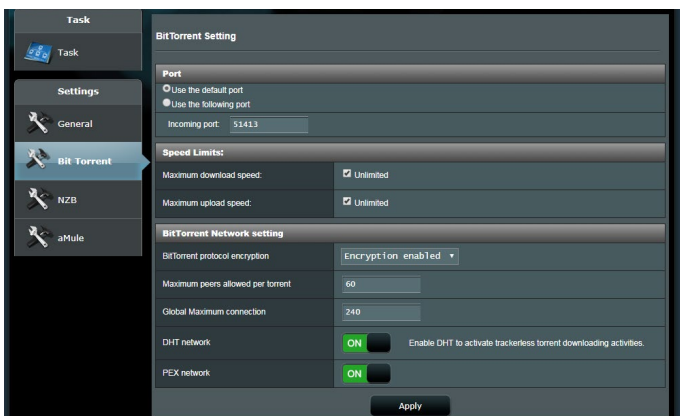 Task
Task
Settings
General
Bit Torrent
NZB
aMule
BitTorrent Setting
Port
Use the default port
Use the following port
Incoming port: 51413
Speed Limits:
Maximum download speed: Unlimited
Maximum upload speed: Unlimited
BitTorrent Network setting
BitTorrent protocol encryption Encryption enabled
Maximum peers allowed per torrent 60
Global Maximum connection 240
DHT network ON Enable DHT to activate trackerless torrent downloading activities.
PEX network ON
Apply